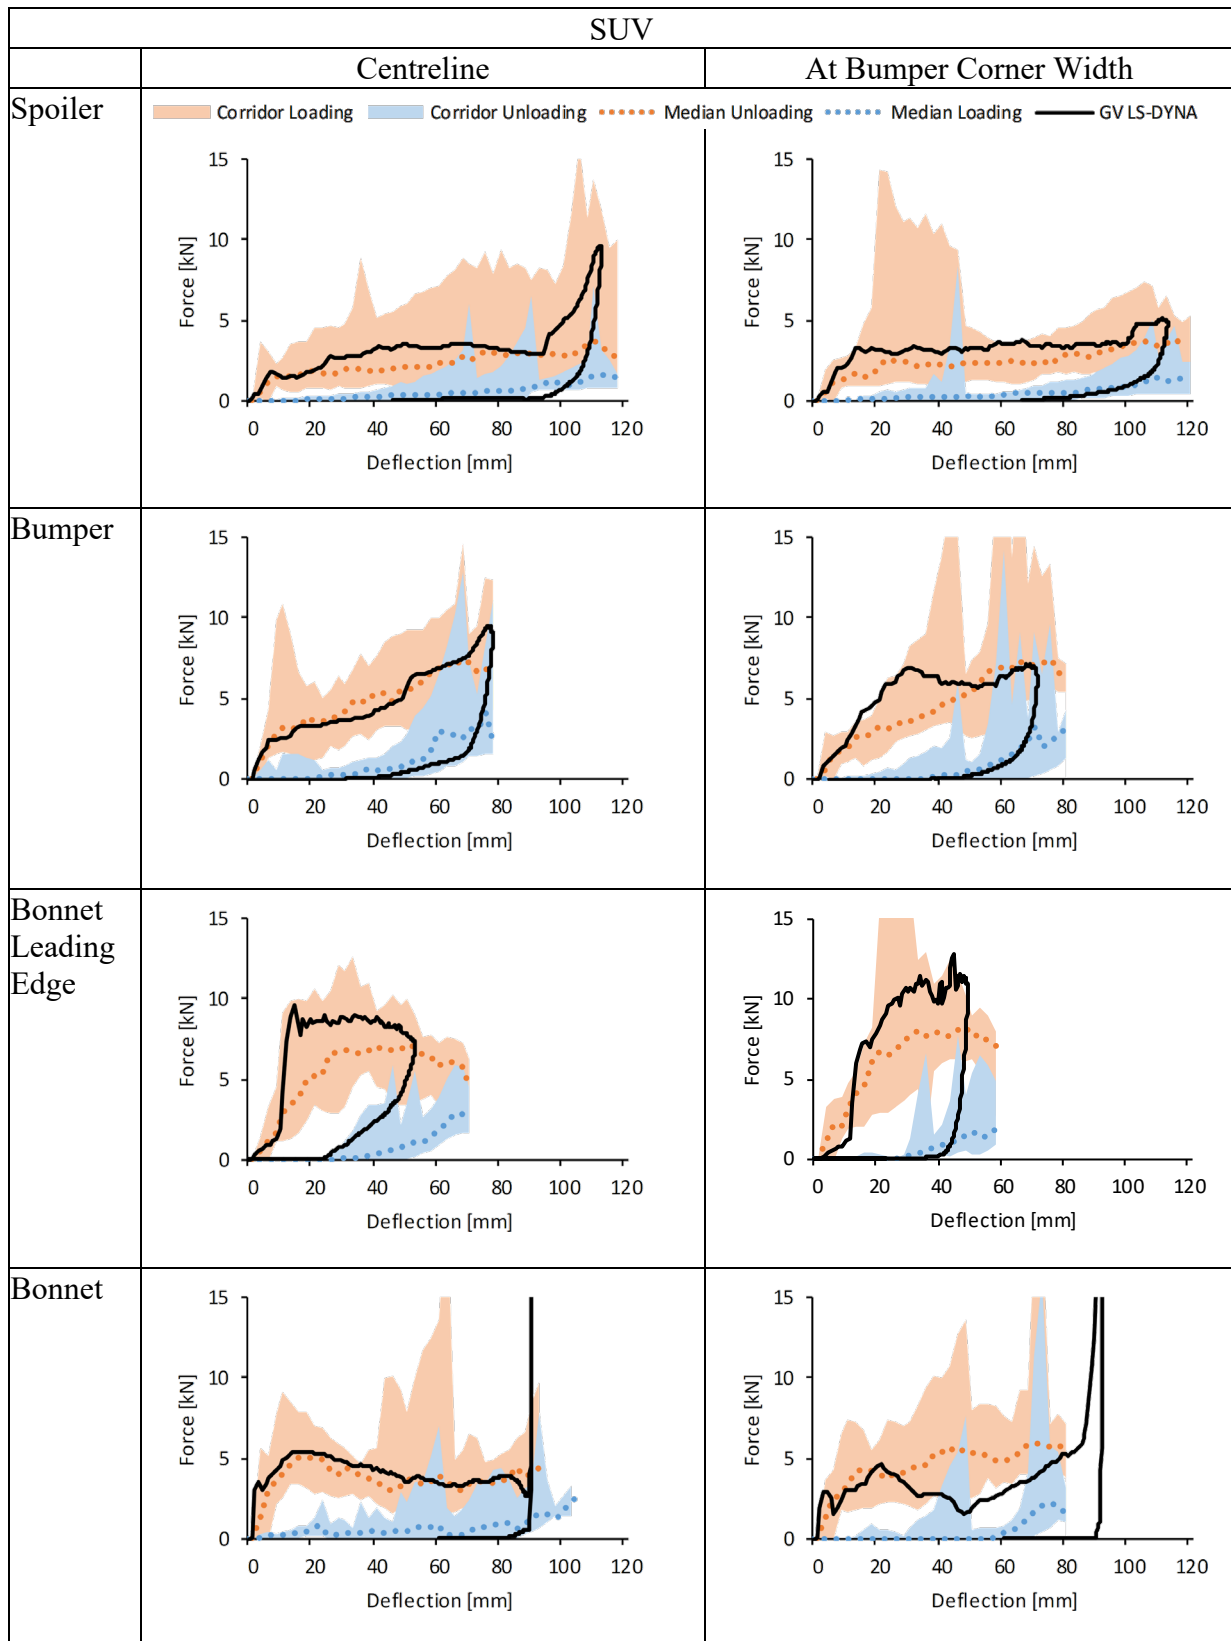 SUV
Centreline At Bumper Corner Width
Spoiler
Corridor Loading Corridor Unloading Median Unloading Median Loading GV LS-DYNA
15
10
5
0
Force [kN]
0 20 40 60 80 100 120
Deflection [mm]
15
10
5
0
Force [kN]
0 20 40 60 80 100 120
Deflection [mm]
Bumper
15
10
5
0
Force [kN]
0 20 40 60 80 100 120
Deflection [mm]
15
10
5
0
Force [kN]
0 20 40 60 80 100 120
Deflection [mm]
Bonnet
Leading
Edge
15
10
5
0
Force [kN]
0 20 40 60 80 100 120
Deflection [mm]
15
10
5
0
Force [kN]
0 20 40 60 80 100 120
Deflection [mm]
Bonnet
15
10
5
0
Force [kN]
0 20 40 60 80 100 120
Deflection [mm]
15
10
5
0
Force [kN]
0 20 40 60 80 100 120
Deflection [mm]